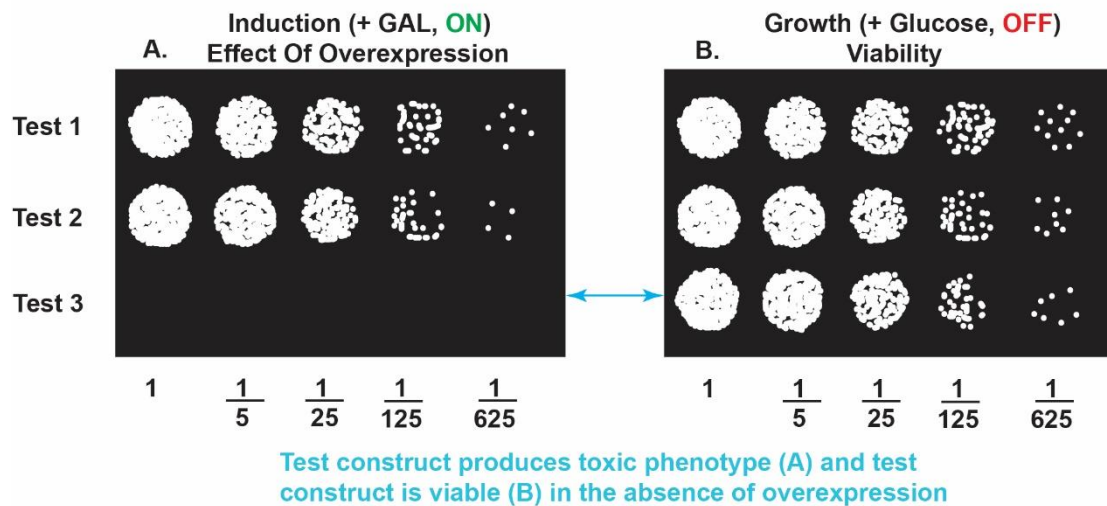 Induction (+ GAL, ON)
A. Effect Of Overexpression
Growth (+ Glucose, OFF)
B. Viability
Test 1
Test 2
Test 3
1 1/5 1/25 1/125 1/625
1 1/5 1/25 1/125 1/625
Test construct produces toxic phenotype (A) and test
construct is viable (B) in the absence of overexpression